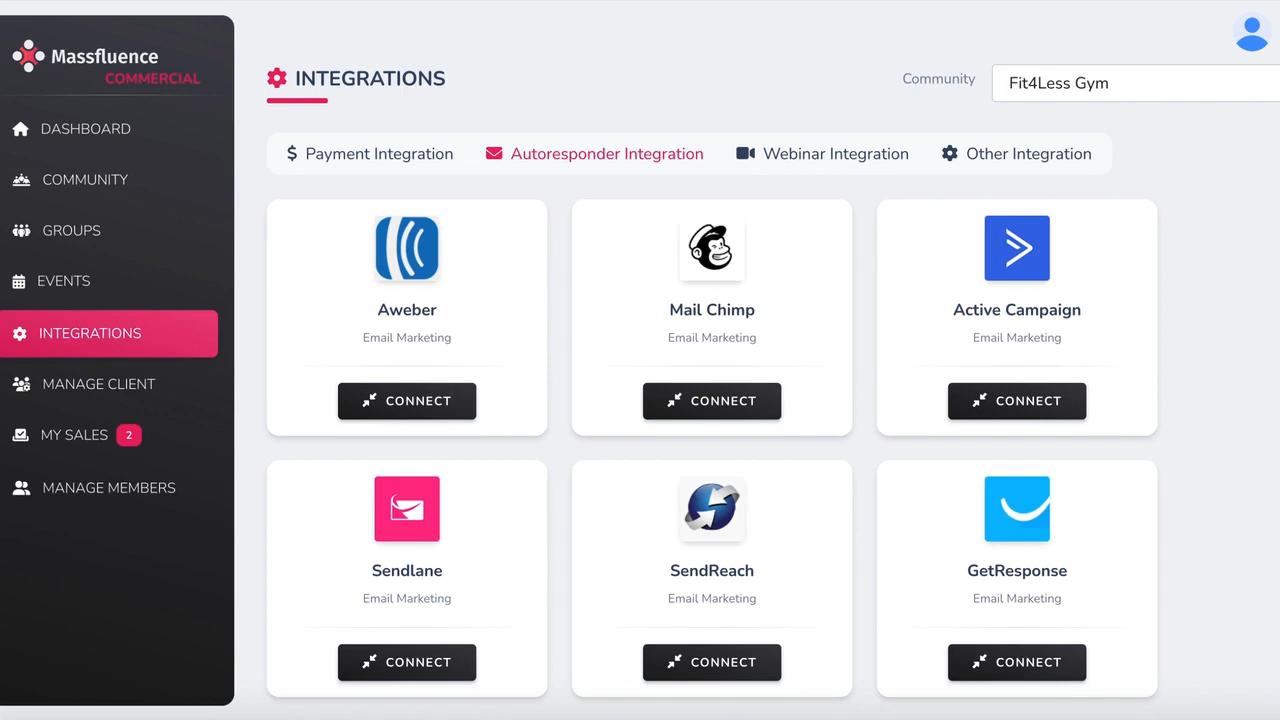 Massfluence
COMMERCIAL
DASHBOARD
COMMUNITY
GROUPS
EVENTS
INTEGRATIONS
MANAGE CLIENT
MY SALES 2
MANAGE MEMBERS
INTEGRATIONS
Community Fit4Less Gym
Payment Integration Autoresponder Integration Webinar Integration Other Integration
Aweber Mail Chimp Active Campaign
Email Marketing Email Marketing Email Marketing
CONNECT CONNECT CONNECT
Sendlane SendReach GetResponse
Email Marketing Email Marketing Email Marketing
CONNECT CONNECT CONNECT